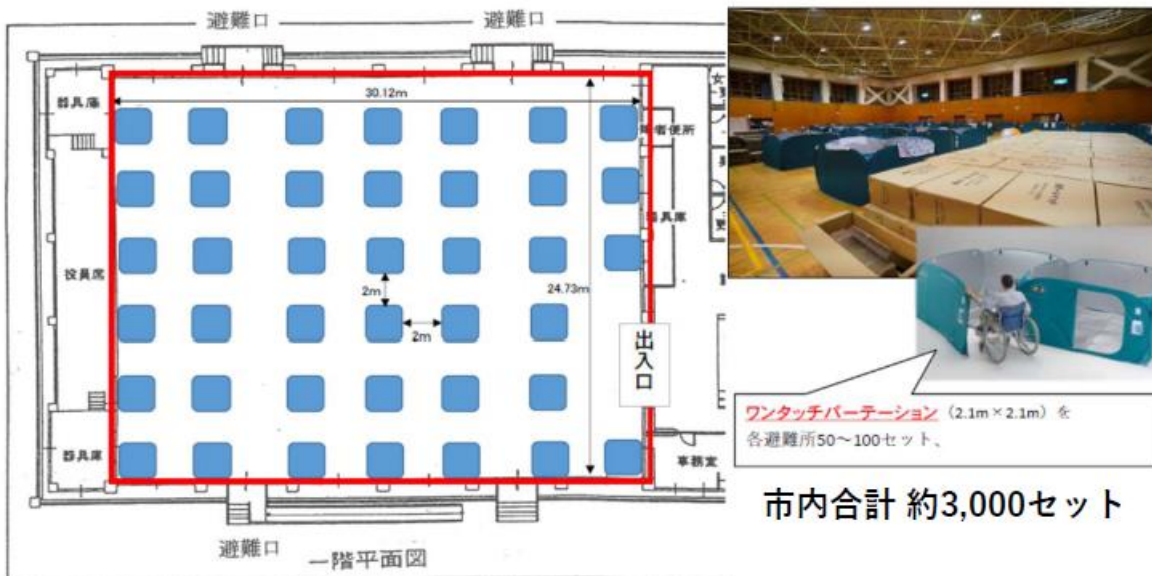 避難口
避難口
器具庫
30.12m
障者便所
女
器具庫
役員席
2m
2m
24.73m
出入口
器具庫
事務室
避難口
一階平面図
ワンタッチパーテーション（2.1m×2.1m）を
各避難所50～100セット、
市内合計 約3,000セット